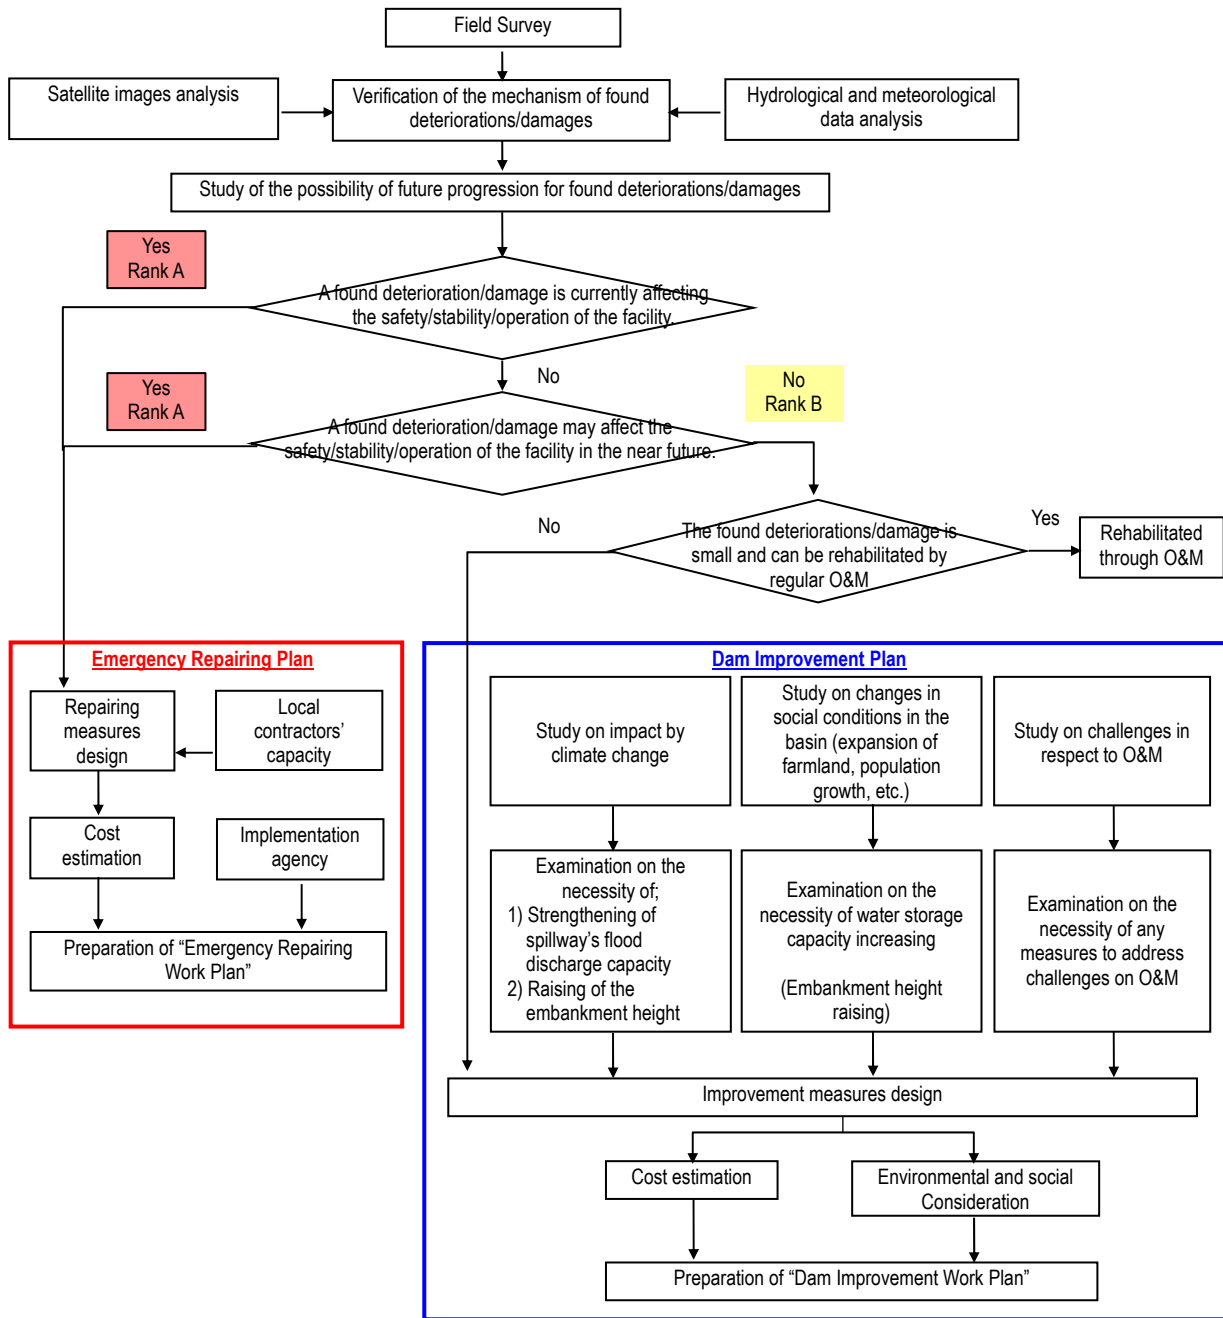 Field Survey
Satellite images analysis
Verification of the mechanism of found
deteriorations/damages
Hydrological and meteorological
data analysis
Study of the possibility of future progression for found deteriorations/damages
Yes
Rank A
A found deterioration/damage is currently affecting
the safety/stability/operation of the facility.
No
Yes
Rank A
No
Rank B
A found deterioration/damage may affect the
safety/stability/operation of the facility in the near future.
No
The found deteriorations/damage is
small and can be rehabilitated by
regular O&M
Yes
Rehabilitated
through O&M
Emergency Repairing Plan
Repairing
measures
design
Local
contractors’
capacity
Cost
estimation
Implementation
agency
Preparation of “Emergency Repairing
Work Plan”
Dam Improvement Plan
Study on impact by
climate change
Study on changes in
social conditions in the
basin (expansion of
farmland, population
growth, etc.)
Study on challenges in
respect to O&M
Examination on the
necessity of;
1) Strengthening of
spillway’s flood
discharge capacity
2) Raising of the
embankment height
Examination on the
necessity of water storage
capacity increasing
(Embankment height
raising)
Examination on the
necessity of any
measures to address
challenges on O&M
Improvement measures design
Cost estimation
Environmental and social
Consideration
Preparation of “Dam Improvement Work Plan”